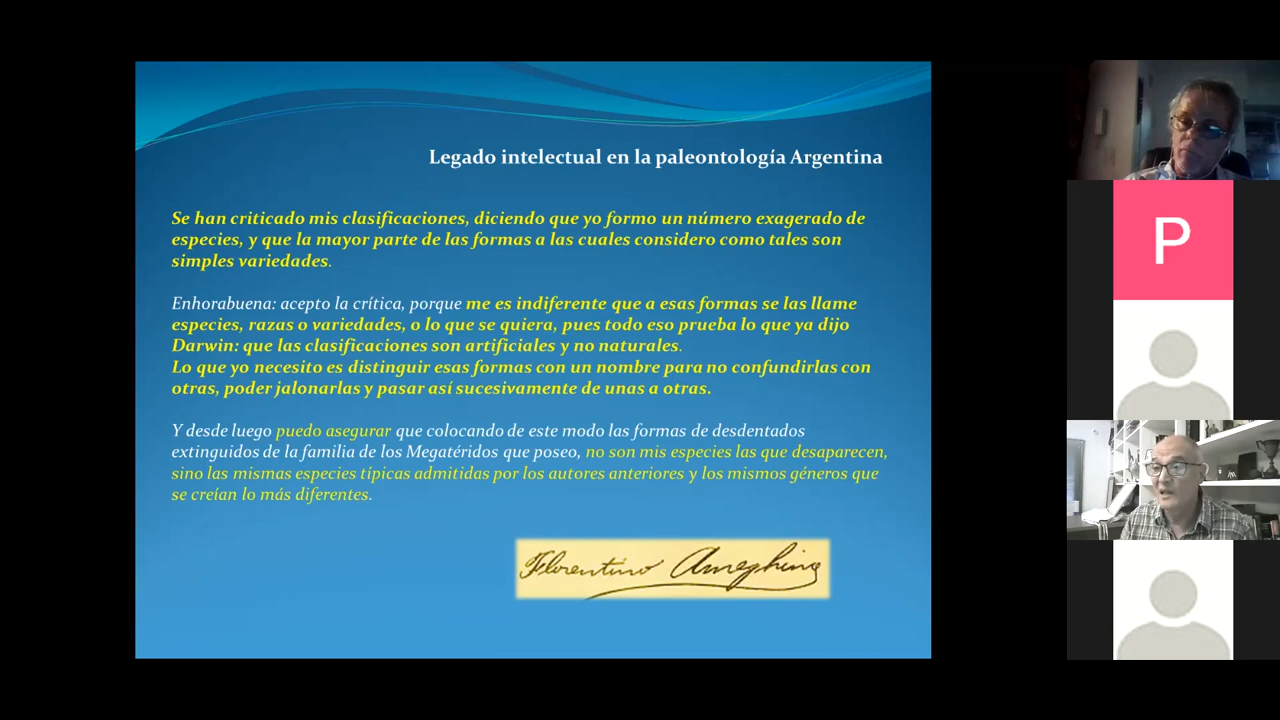 Legado intelectual en la paleontología Argentina
Se han criticado mis clasificaciones, diciendo que yo formo un número exagerado de
especies, y que la mayor parte de las formas a las cuales considero como tales son
simples variedades.
Enhorabuena: acepto la crítica, porque me es indiferente que a esas formas se las llame
especies, razas o variedades, o lo que se quiera, pues todo eso prueba lo que ya dijo
Darwin: que las clasificaciones son artificiales y no naturales.
Lo que yo necesito es distinguir esas formas con un nombre para no confundirlas con
otras, poder jalonarlas y pasar así sucesivamente de unas a otras.
Y desde luego puedo asegurar que colocando de este modo las formas de desdentados
extinguidos de la familia de los Megatéridos que poseo, no son mis especies las que desaparecen,
sino las mismas especies típicas admitidas por los autores anteriores y los mismos géneros que
se creían lo más diferentes.
Florentino Ameghino
P